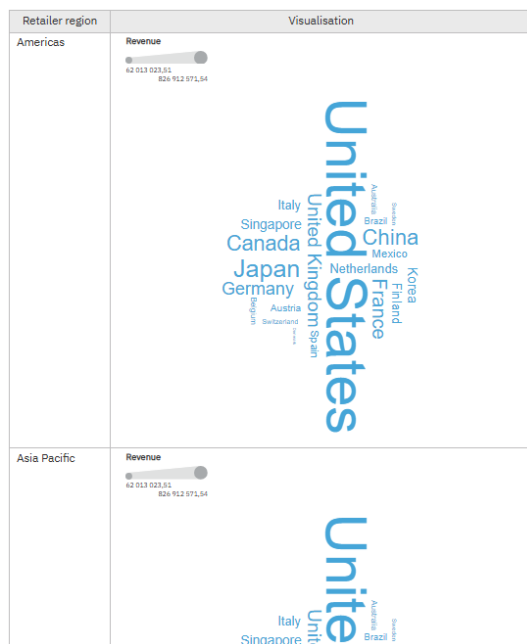 Retailer region
Visualisation
Americas
Revenue
62 013 023,51
826 912 571,54
United States
Italy
United Kingdom
Australia
Sweden
Singapore
Brazil
Canada
China
Mexico
Japan
Netherlands
Germany
France
Finland
Korea
Belgium
Austria
Switzerland
Spain
Asia Pacific
Revenue
62 013 023,51
826 912 571,54
Unite
Italy
Unit
Australia
Sweden
Singapore
Brazil